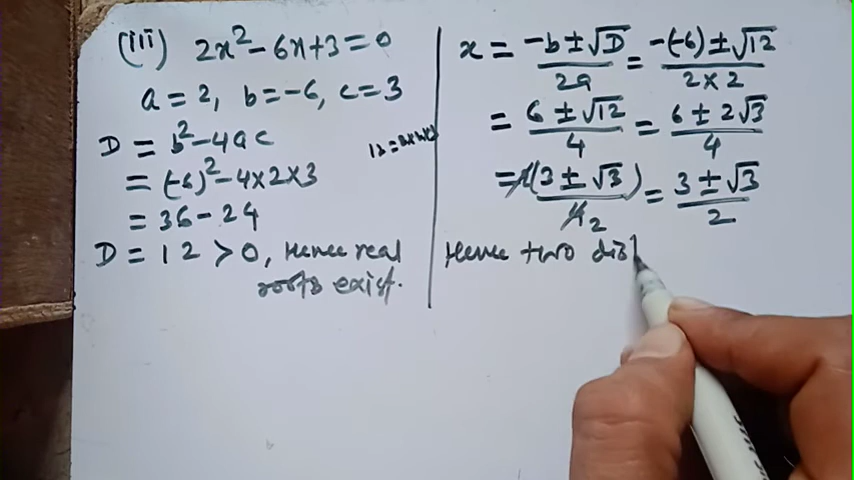 (iii) 2x² - 6x + 3 = 0
a = 2, b = -6, c = 3
D = b² - 4ac
= (-6)² - 4×2×3
= 36 - 24
D = 12 > 0, Hence real
roots exist.
x = (-b ± √D)/2a = (-(-6) ± √12)/(2×2)
= (6 ± √12)/4 = (6 ± 2√3)/4
= 2(3 ± √3)/4 2 = (3 ± √3)/2
Hence two